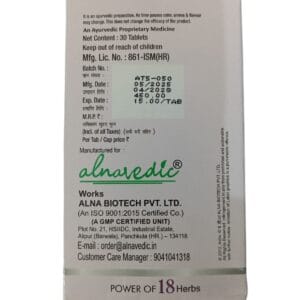 It is an ayurvedic preparation. As time passes color, aroma & flavour
may change. This does not change the efficacy of the medicine.
An Ayurvedic Proprietary Medicine
Net Content : 30 Tablets
Keep out of reach of children
Mfg. Lic. No. : 861-ISM(HR)
Batch No. : ATS-050
Mfg. Date: 05/2025
Exp. Date: 04/2028
M.R.P. ₹ : 450.00
15.00/TAB
(Incl. of all Taxes)
Per Tab / Cap price ₹
Manufactured for :
alnavedic®
Works
ALNA BIOTECH PVT. LTD.
(An ISO 9001:2015 Certified Co.)
(A GMP CERTIFIED UNIT)
Plot No. 21, HSIIDC, Industrial Estate,
Alipur (Barwala), Panchkula (HR.) – 134118
E-mail : order@alnavedic.in
Customer Care Manager : 9041041318
POWER OF 18 Herbs